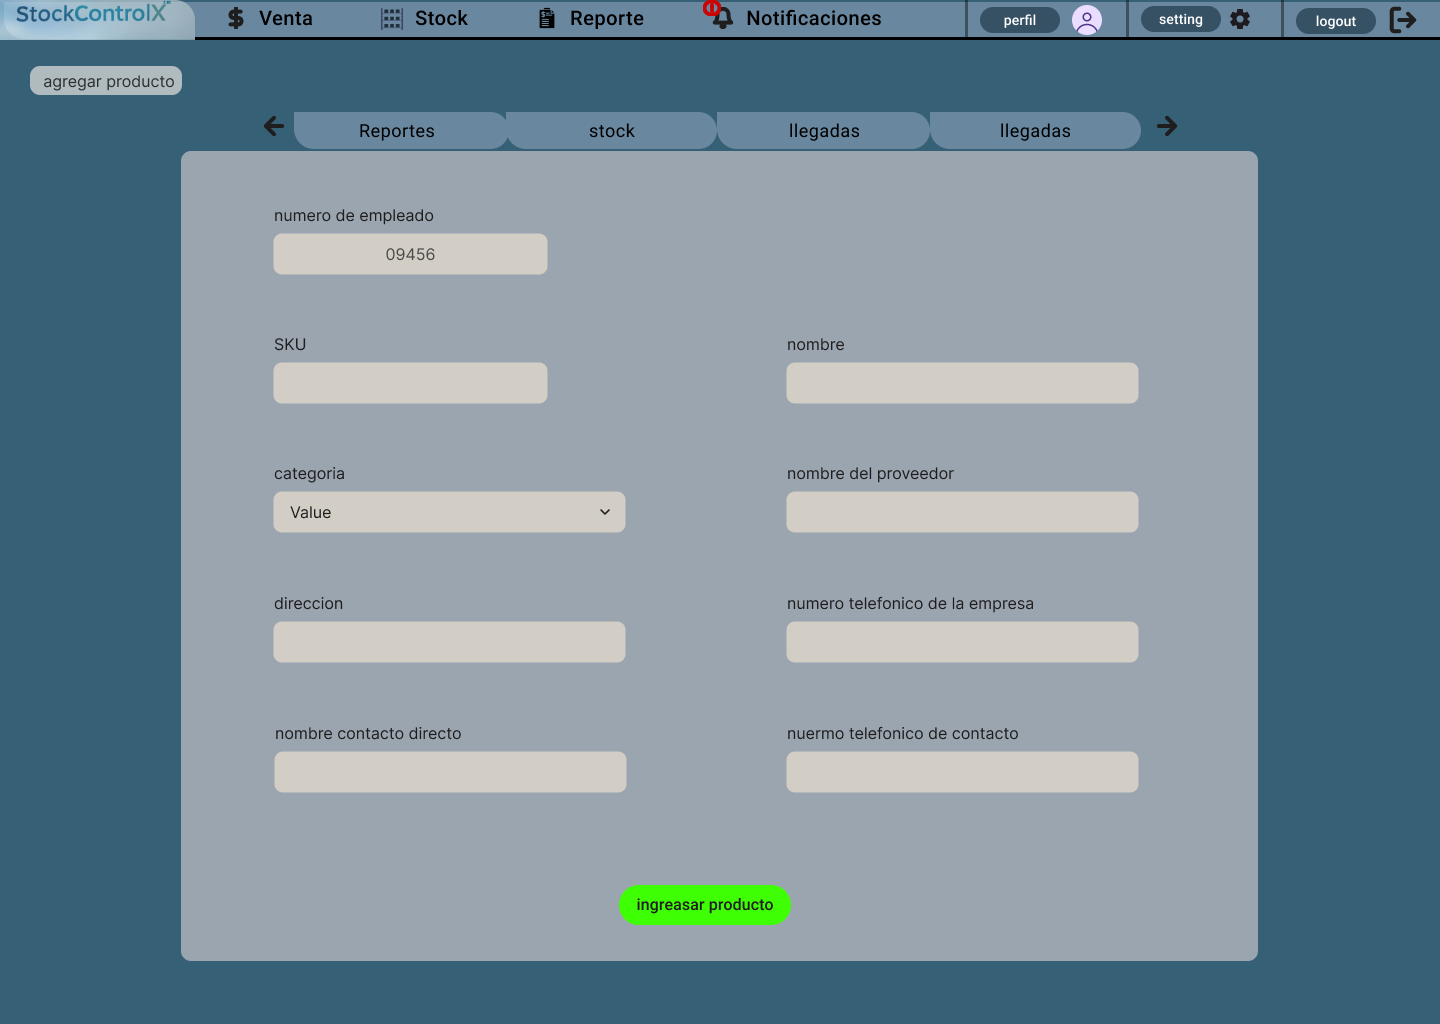 StockControlX
Venta
Stock
Reporte
0
Notificaciones
perfil
setting
logout
agregar producto
Reportes
stock
llegadas
llegadas
numero de empleado
09456
SKU
nombre
categoria
nombre del proveedor
Value
direccion
numero telefonico de la empresa
nombre contacto directo
nuermo telefonico de contacto
ingreasar producto